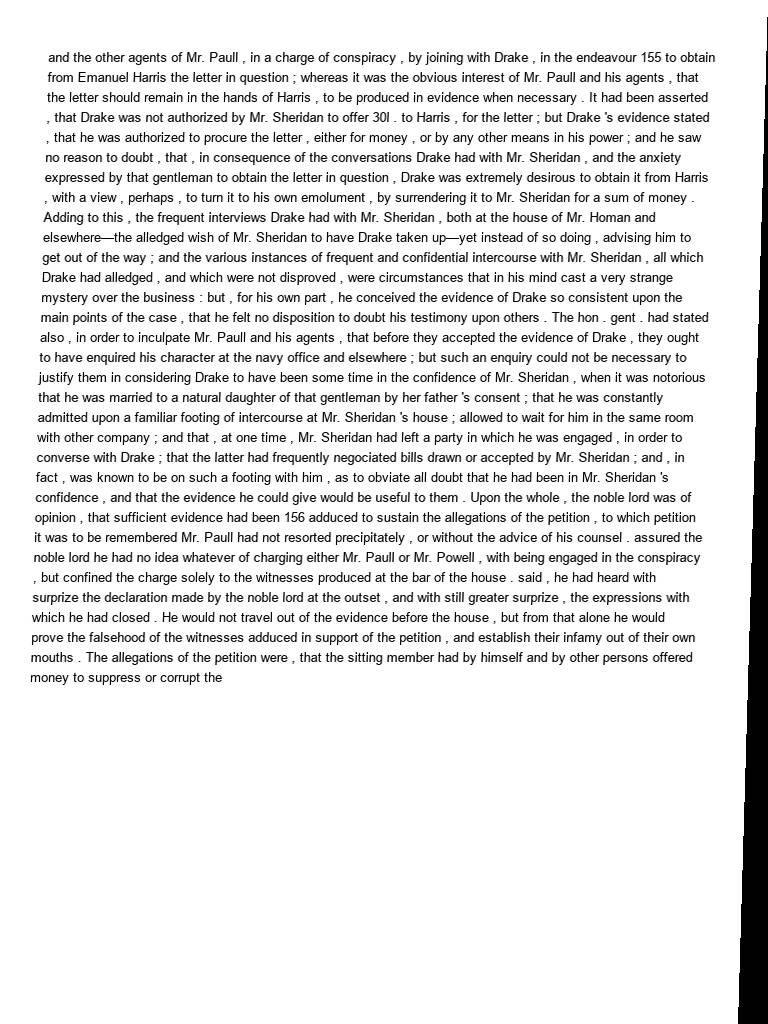 and the other agents of Mr. Paull , in a charge of conspiracy , by joining with Drake , in the endeavour 155 to obtain
from Emanuel Harris the letter in question ; whereas it was the obvious interest of Mr. Paull and his agents , that
the letter should remain in the hands of Harris , to be produced in evidence when necessary . It had been asserted
, that Drake was not authorized by Mr. Sheridan to offer 30l . to Harris , for the letter ; but Drake 's evidence stated
, that he was authorized to procure the letter , either for money , or by any other means in his power ; and he saw
no reason to doubt , that , in consequence of the conversations Drake had with Mr. Sheridan , and the anxiety
expressed by that gentleman to obtain the letter in question , Drake was extremely desirous to obtain it from Harris
, with a view , perhaps , to turn it to his own emolument , by surrendering it to Mr. Sheridan for a sum of money .
Adding to this , the frequent interviews Drake had with Mr. Sheridan , both at the house of Mr. Homan and
elsewhere—the alledged wish of Mr. Sheridan to have Drake taken up—yet instead of so doing , advising him to
get out of the way ; and the various instances of frequent and confidential intercourse with Mr. Sheridan , all which
Drake had alledged , and which were not disproved , were circumstances that in his mind cast a very strange
mystery over the business : but , for his own part , he conceived the evidence of Drake so consistent upon the
main points of the case , that he felt no disposition to doubt his testimony upon others . The hon . gent . had stated
also , in order to inculpate Mr. Paull and his agents , that before they accepted the evidence of Drake , they ought
to have enquired his character at the navy office and elsewhere ; but such an enquiry could not be necessary to
justify them in considering Drake to have been some time in the confidence of Mr. Sheridan , when it was notorious
that he was married to a natural daughter of that gentleman by her father 's consent ; that he was constantly
admitted upon a familiar footing of intercourse at Mr. Sheridan 's house ; allowed to wait for him in the same room
with other company ; and that , at one time , Mr. Sheridan had left a party in which he was engaged , in order to
converse with Drake ; that the latter had frequently negociated bills drawn or accepted by Mr. Sheridan ; and , in
fact , was known to be on such a footing with him , as to obviate all doubt that he had been in Mr. Sheridan 's
confidence , and that the evidence he could give would be useful to them . Upon the whole , the noble lord was of
opinion , that sufficient evidence had been 156 adduced to sustain the allegations of the petition , to which petition
it was to be remembered Mr. Paull had not resorted precipitately , or without the advice of his counsel . assured the
noble lord he had no idea whatever of charging either Mr. Paull or Mr. Powell , with being engaged in the conspiracy
, but confined the charge solely to the witnesses produced at the bar of the house . said , he had heard with
surprize the declaration made by the noble lord at the outset , and with still greater surprize , the expressions with
which he had closed . He would not travel out of the evidence before the house , but from that alone he would
prove the falsehood of the witnesses adduced in support of the petition , and establish their infamy out of their own
mouths . The allegations of the petition were , that the sitting member had by himself and by other persons offered
money to suppress or corrupt the